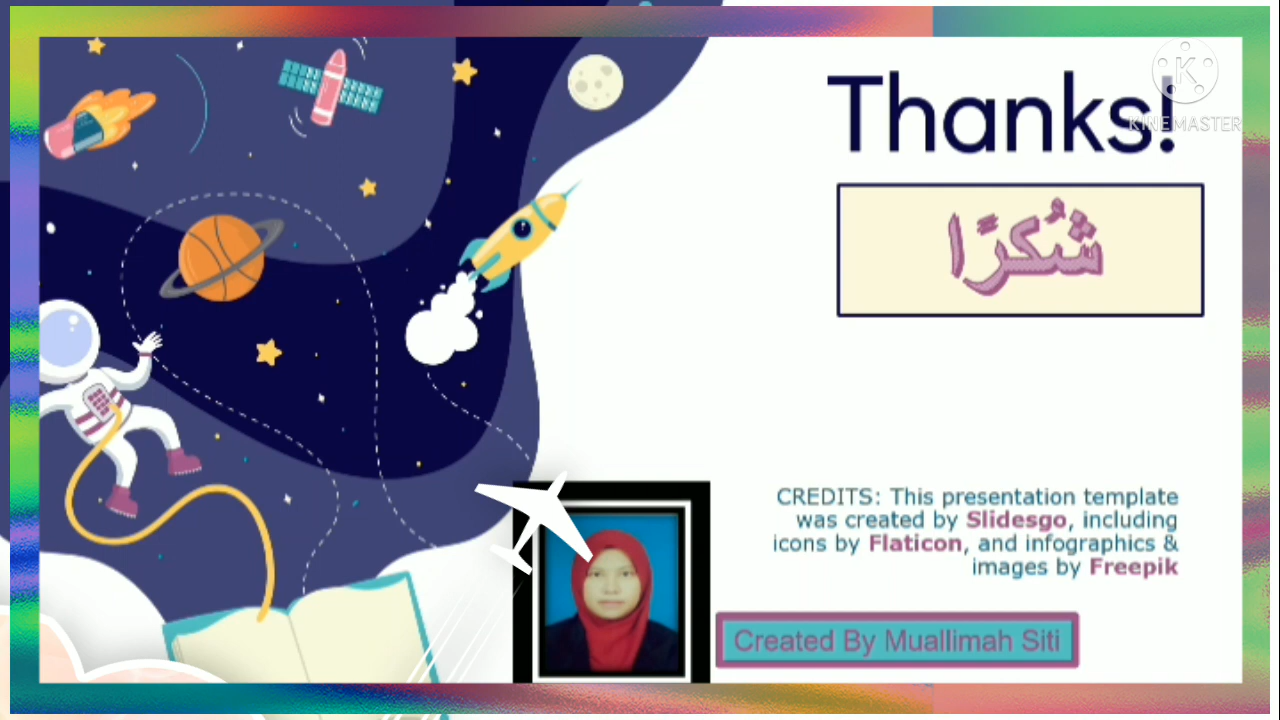 Thanks!
K
KINEMASTER
شُكرًا
CREDITS: This presentation template
was created by Slidesgo, including
icons by Flaticon, and infographics &
images by Freepik
Created By Muallimah Siti